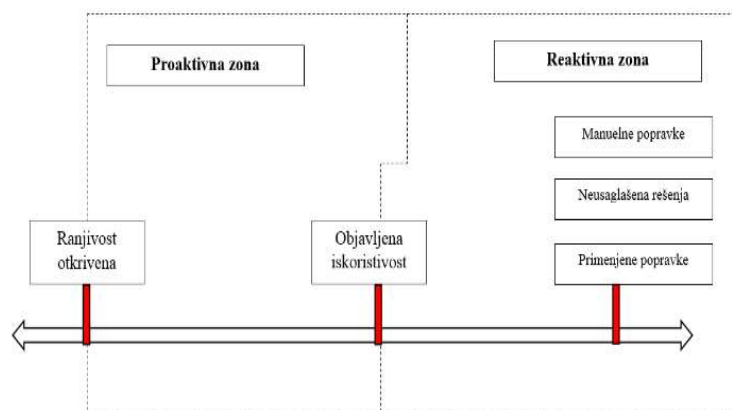 Proaktivna zona
Reaktivna zona
Manuelne popravke
Neusaglašena rešenja
Primenjene popravke
Ranjivost
otkrivena
Objavljena
iskoristivost